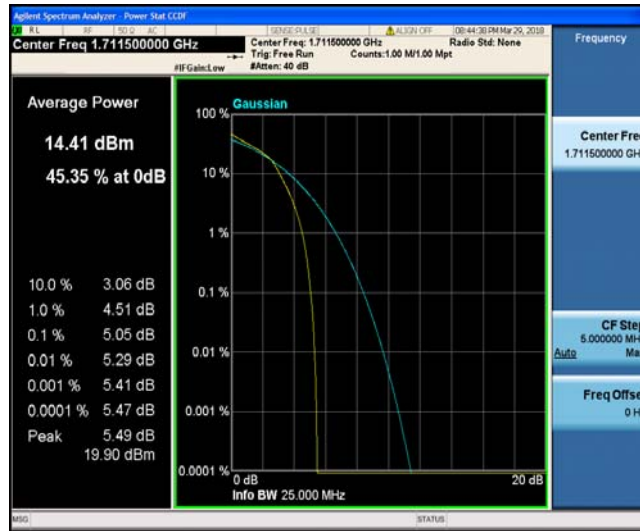 Agilent Spectrum Analyzer - Power Stat CCDF
RL RF 50 Ω AC SENSE:PULSE ALIGN OFF 08:44:38 PM Mar 29, 2018
Center Freq 1.711500000 GHz
Center Freq: 1.711500000 GHz Radio Std: None
Trig: Free Run Counts:1.00 M/1.00 Mpt
#IFGain:Low #Atten: 40 dB
Frequency
Average Power
14.41 dBm
45.35 % at 0dB
10.0 % 3.06 dB
1.0 % 4.51 dB
0.1 % 5.05 dB
0.01 % 5.29 dB
0.001 % 5.41 dB
0.0001 % 5.47 dB
Peak 5.49 dB
19.90 dBm
Gaussian
100 %
10 %
1 %
0.1 %
0.01 %
0.001 %
0.0001 %
0 dB 20 dB
Info BW 25.000 MHz
Center Fre
1.711500000 GH
CF Step
5.000000 MH
Auto Ma
Freq Offse
0 H
MSG STATUS